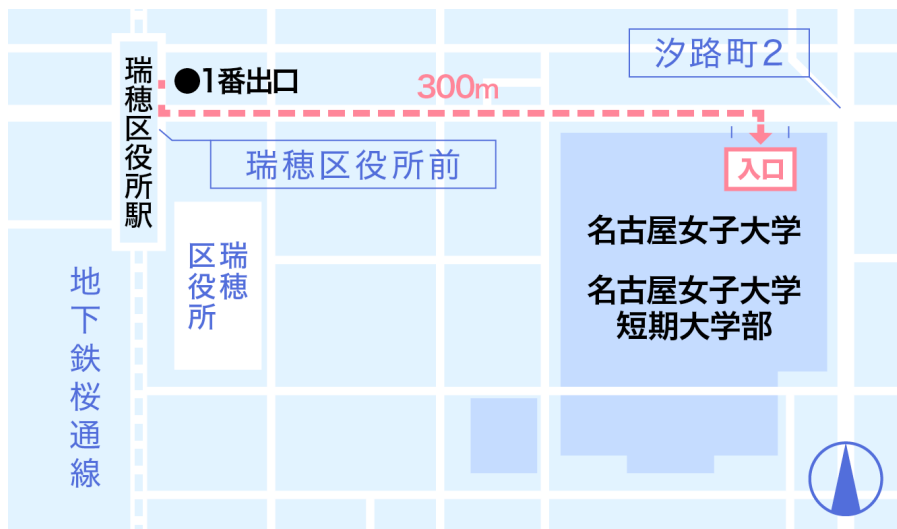 汐路町2
●1番出口
300m
瑞穂区役所駅
瑞穂区役所前
入口
名古屋女子大学
名古屋女子大学
短期大学部
瑞穂
区役所
地下鉄桜通線